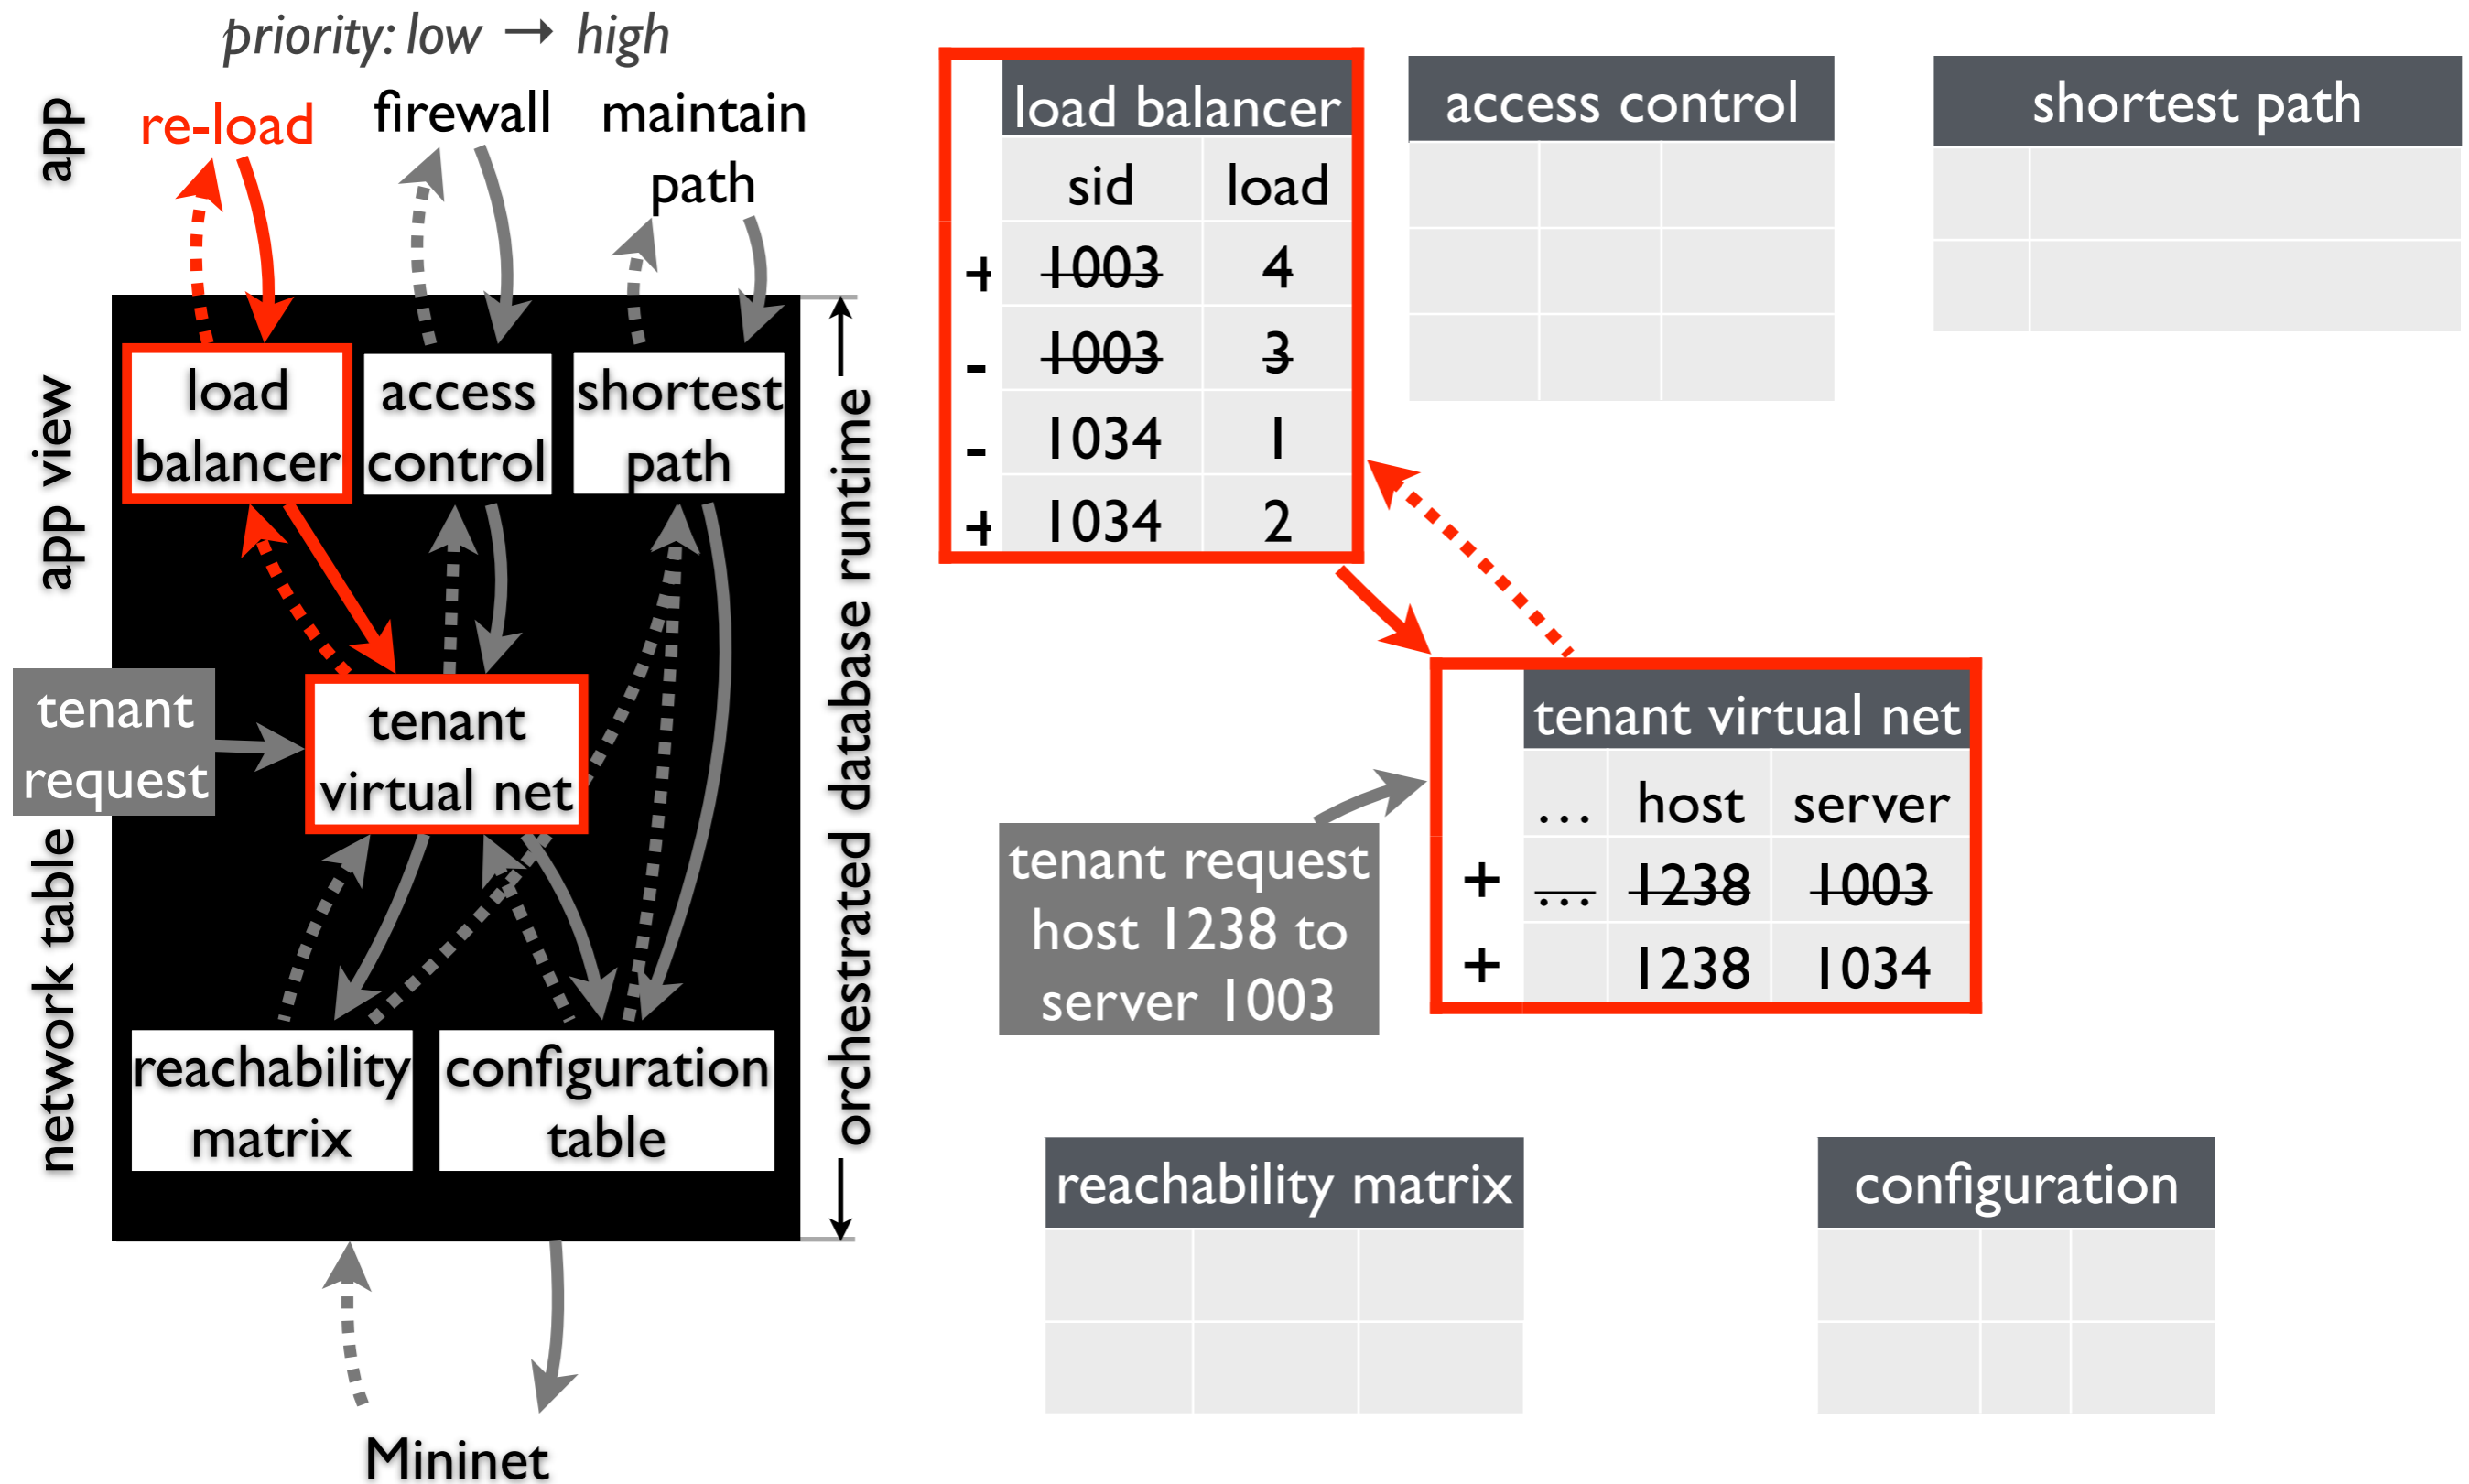 priority: low → high
app
re-load
firewall
maintain
path
app view
load
balancer
access
control
shortest
path
orchestrated database runtime
tenant
request
tenant
virtual net
network table
reachability
matrix
configuration
table
Mininet
load balancer
sid load
+ 1003 4
- 1003 3
- 1034 1
+ 1034 2
access control
shortest path
tenant request
host 1238 to
server 1003
tenant virtual net
... host server
+ ... 1238 1003
+ 1238 1034
reachability matrix
configuration